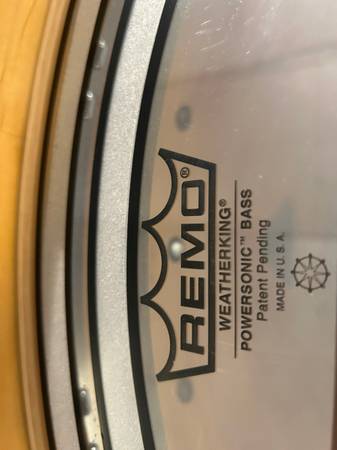 REMO®
WEATHERKING®
POWERSONIC™ BASS
Patent Pending
MADE IN U.S.A.